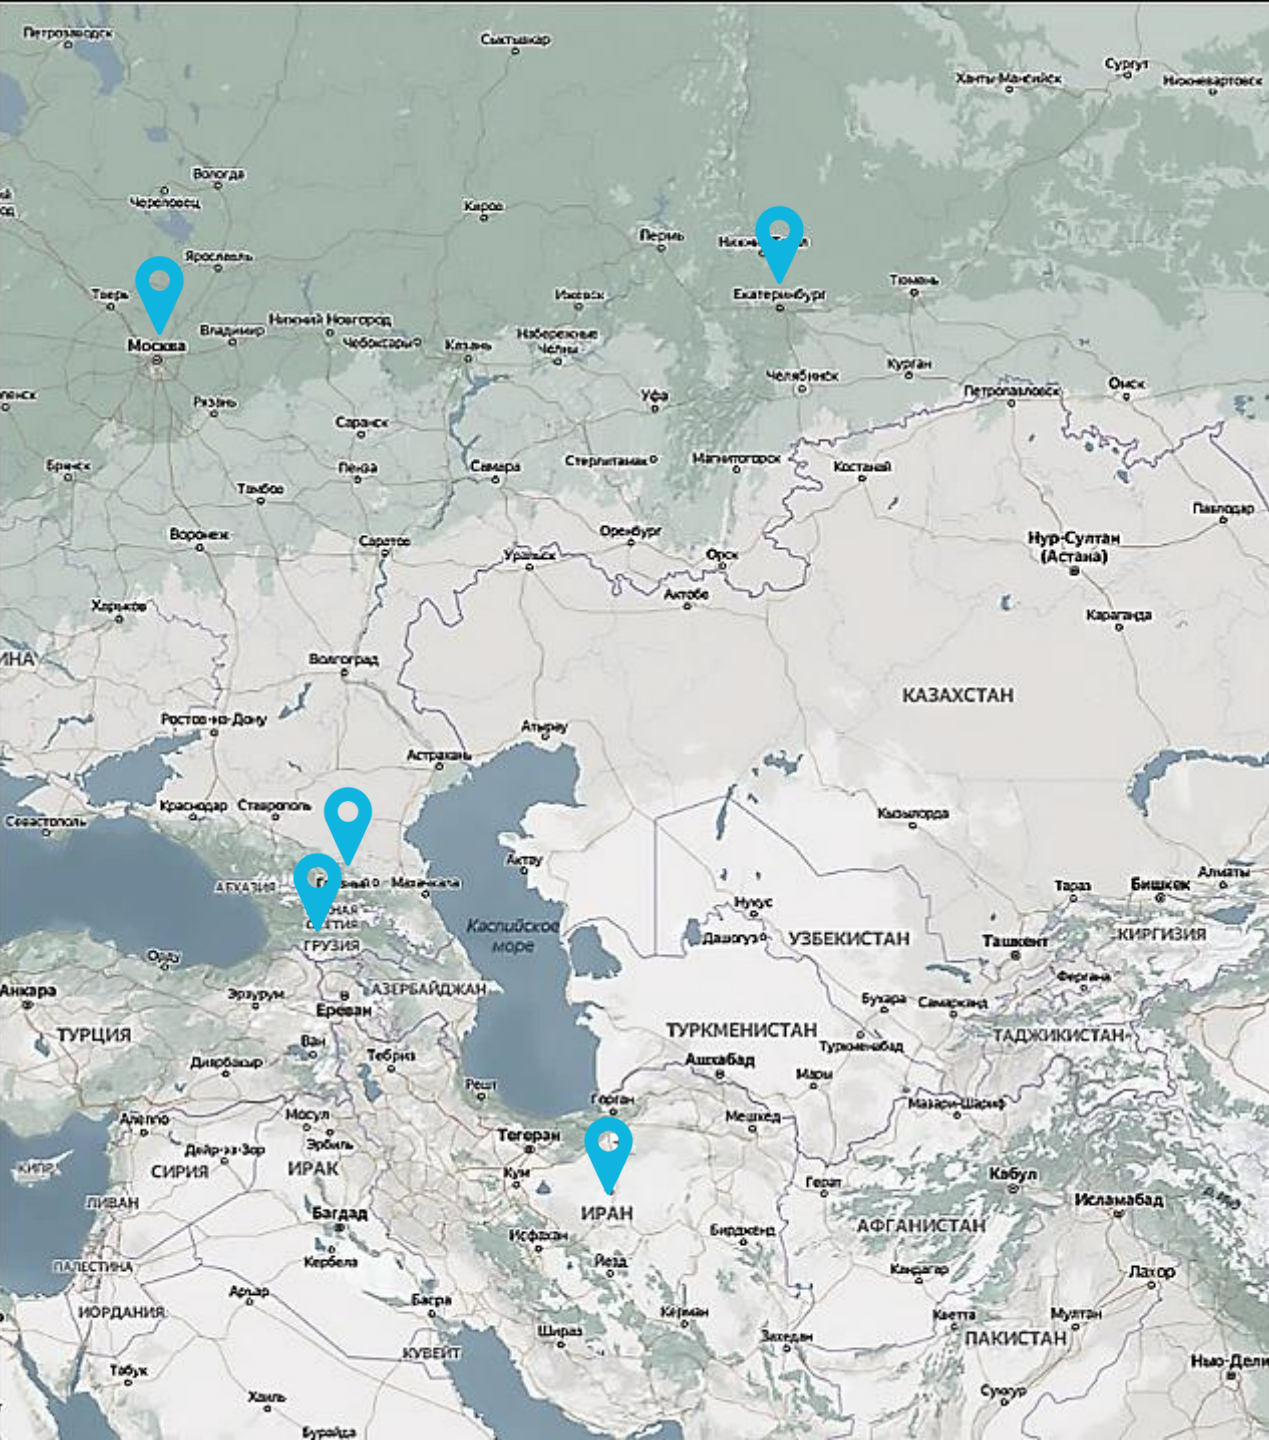 Петрозаводск
Сыктывкар
Ханты-Мансийск
Сургут
Нижневартовск
Вологда
Череповец
Киров
Пермь
Ярославль
Тверь
Ижевск
Екатеринбург
Тюмень
Москва
Владимир
Нижний Новгород
Чебоксары
Казань
Набережные
Челны
Челябинск
Курган
Петропавловск
Омск
Рязань
Уфа
Саранск
Брянск
Пенза
Самара
Стерлитамак
Магнитогорск
Костанай
Тамбов
Павлодар
Воронеж
Саратов
Оренбург
Уральск
Орск
Нур-Султан
(Астана)
Актобе
Харьков
Караганда
Волгоград
КАЗАХСТАН
Ростов-на-Дону
Атырау
Астрахань
Краснодар
Ставрополь
Севастополь
Кызылорда
Актау
АБХАЗИЯ
Махачкала
Тараз
Бишкек
Алматы
Нукус
Каспийское
море
Дашогуз
УЗБЕКИСТАН
Ташкент
КИРГИЗИЯ
ГРУЗИЯ
Орду
Фергана
Анкара
Эрзурум
Ереван
АЗЕРБАЙДЖАН
Бухара
Самарканд
ТУРЦИЯ
Ван
Тебриз
ТУРКМЕНИСТАН
Туркменабад
ТАДЖИКИСТАН
Диярбакыр
Ашхабад
Мары
Решт
Горган
Мешхед
Мазари-Шариф
Алеппо
Мосул
Эрбиль
Тегеран
Дейр-эз-Зор
КИПР
СИРИЯ
ИРАК
Кум
Герат
Кабул
Исламабад
ЛИВАН
Багдад
ИРАН
АФГАНИСТАН
Бирдженд
Исфахан
Кербела
Йезд
ПАЛЕСТИНА
Кандагар
Лахор
Аръар
Басра
ИОРДАНИЯ
Керман
Кветта
Мултан
Шираз
Захедан
ПАКИСТАН
КУВЕЙТ
Табук
Нью-Дели
Хаиль
Суккур
Бурайда